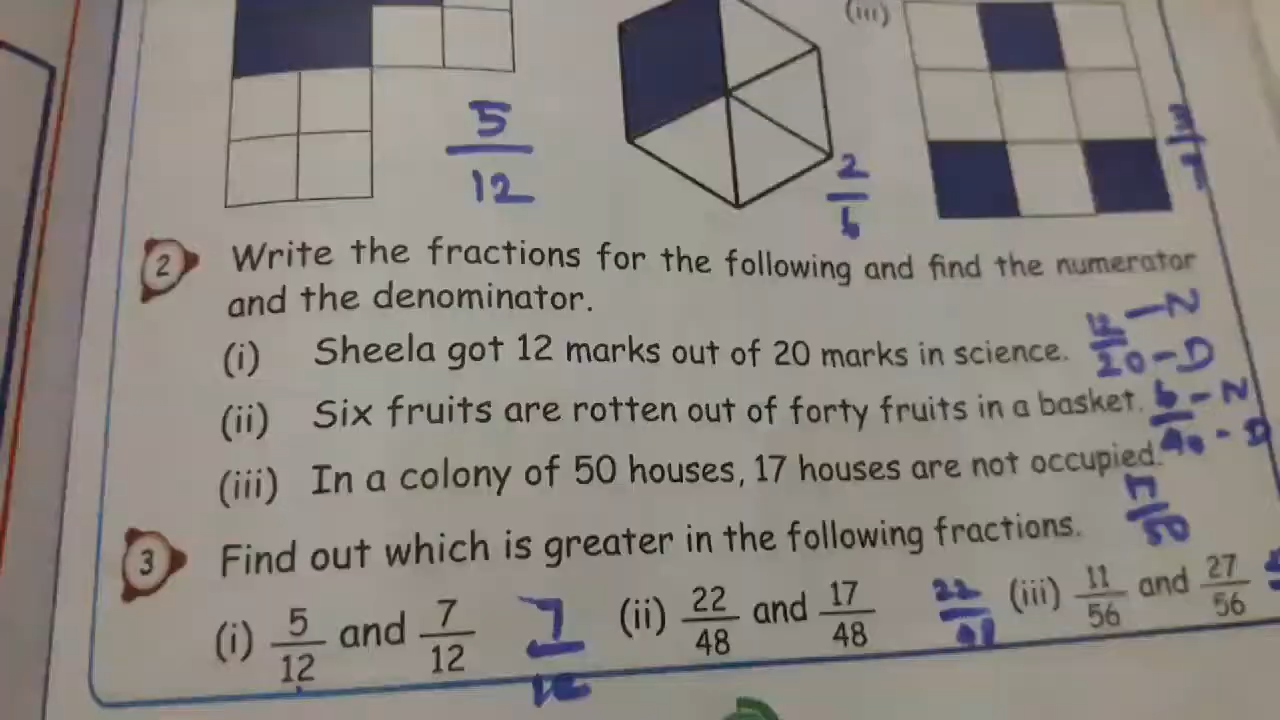 (iii)
5/12
2/6
3/7
2 Write the fractions for the following and find the numerator
and the denominator.
(i) Sheela got 12 marks out of 20 marks in science. 12/20 - N - D
(ii) Six fruits are rotten out of forty fruits in a basket. 6/40 - N - D
(iii) In a colony of 50 houses, 17 houses are not occupied. 17/50
3 Find out which is greater in the following fractions.
(i) 5/12 and 7/12 7/12 (ii) 22/48 and 17/48 22/48 (iii) 11/56 and 27/56